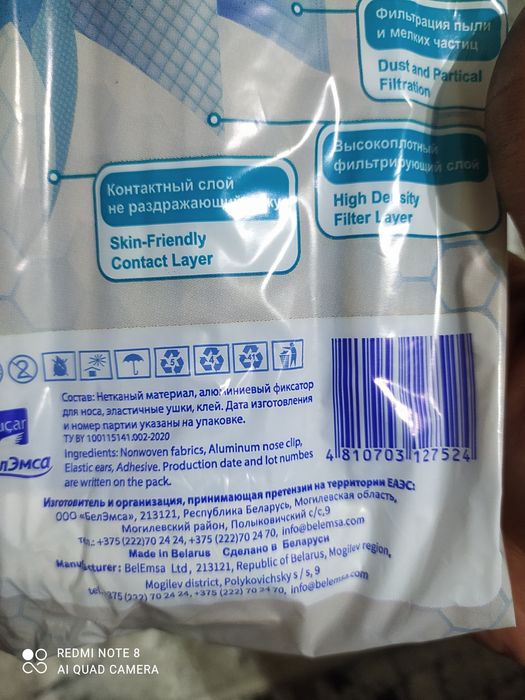 Фильтрация пыли
и мелких частиц
Dust and Partical
Filtration
Высокоплотный
фильтрирующий слой
High Density
Filter Layer
Контактный слой
не раздражающий
Skin-Friendly
Contact Layer
2
5
4
41
Состав: Нетканый материал, алюминиевый фиксатор
для носа, эластичные ушки, клей. Дата изготовления
и номер партии указаны на упаковке.
ТУ BY 100115141.002-2020
Ingredients: Nonwoven fabrics, Aluminum nose clip,
Elastic ears, Adhesive. Production date and lot numbes
are written on the pack.
4 810703 127524
Изготовитель и организация, принимающая претензии на территории ЕАЭС:
ООО «БелЭмса», 213121, Республика Беларусь, Могилевская область,
Могилевский район, Полыковичский с/с,9
тел.: +375 (222)70 24 24, +375 (222)70 24 70, info@belemsa.com
Made in Belarus Сделано в Беларуси
Manufacturer: BelEmsa Ltd, 213121, Republic of Belarus, Mogilev region,
Mogilev district, Polykovichsky s/s, 9
tel. +375 (222) 70 24 24, +375 (222) 70 24 70, info@belemsa.com
REDMI NOTE 8
AI QUAD CAMERA